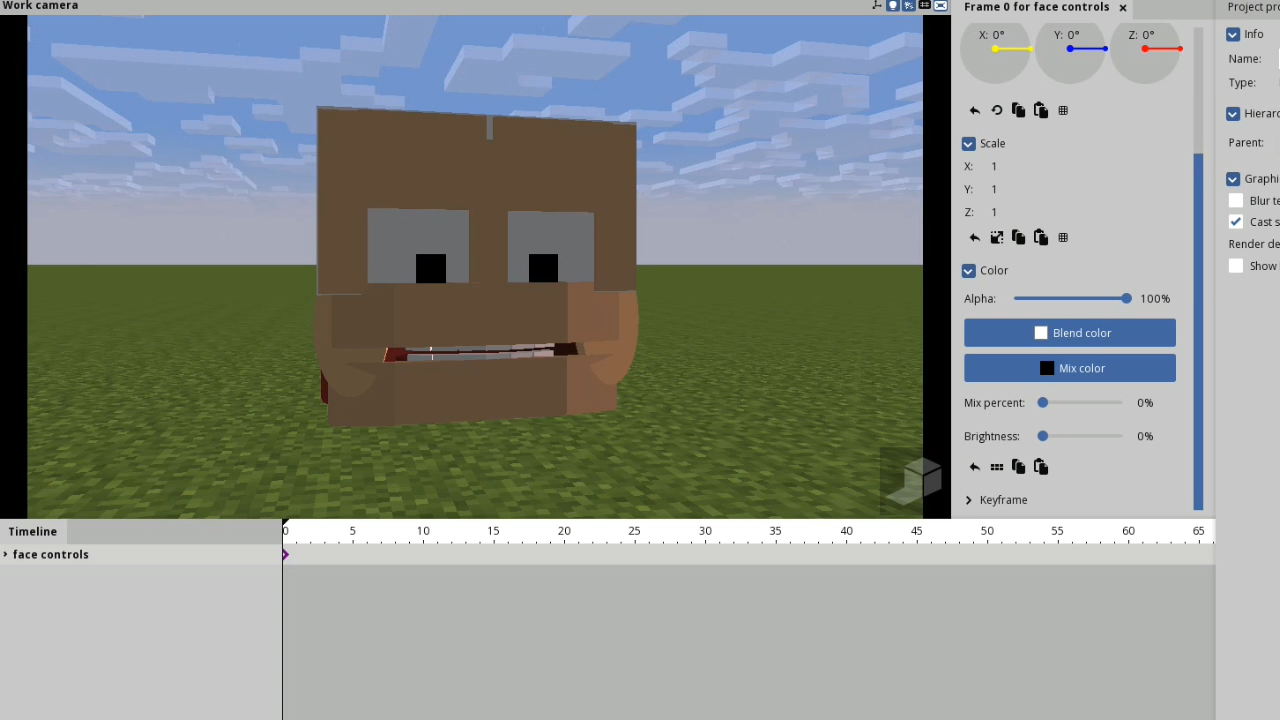 Work camera
Frame 0 for face controls
Project pro
X: 0°
Y: 0°
Z: 0°
Info
Name:
Type:
Hierarc
Parent:
Scale
X: 1
Y: 1
Z: 1
Graphi
Blur te
Cast s
Render de
Show
Color
Alpha:
100%
Blend color
Mix color
Mix percent:
0%
Brightness:
0%
Keyframe
Timeline
0 5 10 15 20 25 30 35 40 45 50 55 60 65
face controls